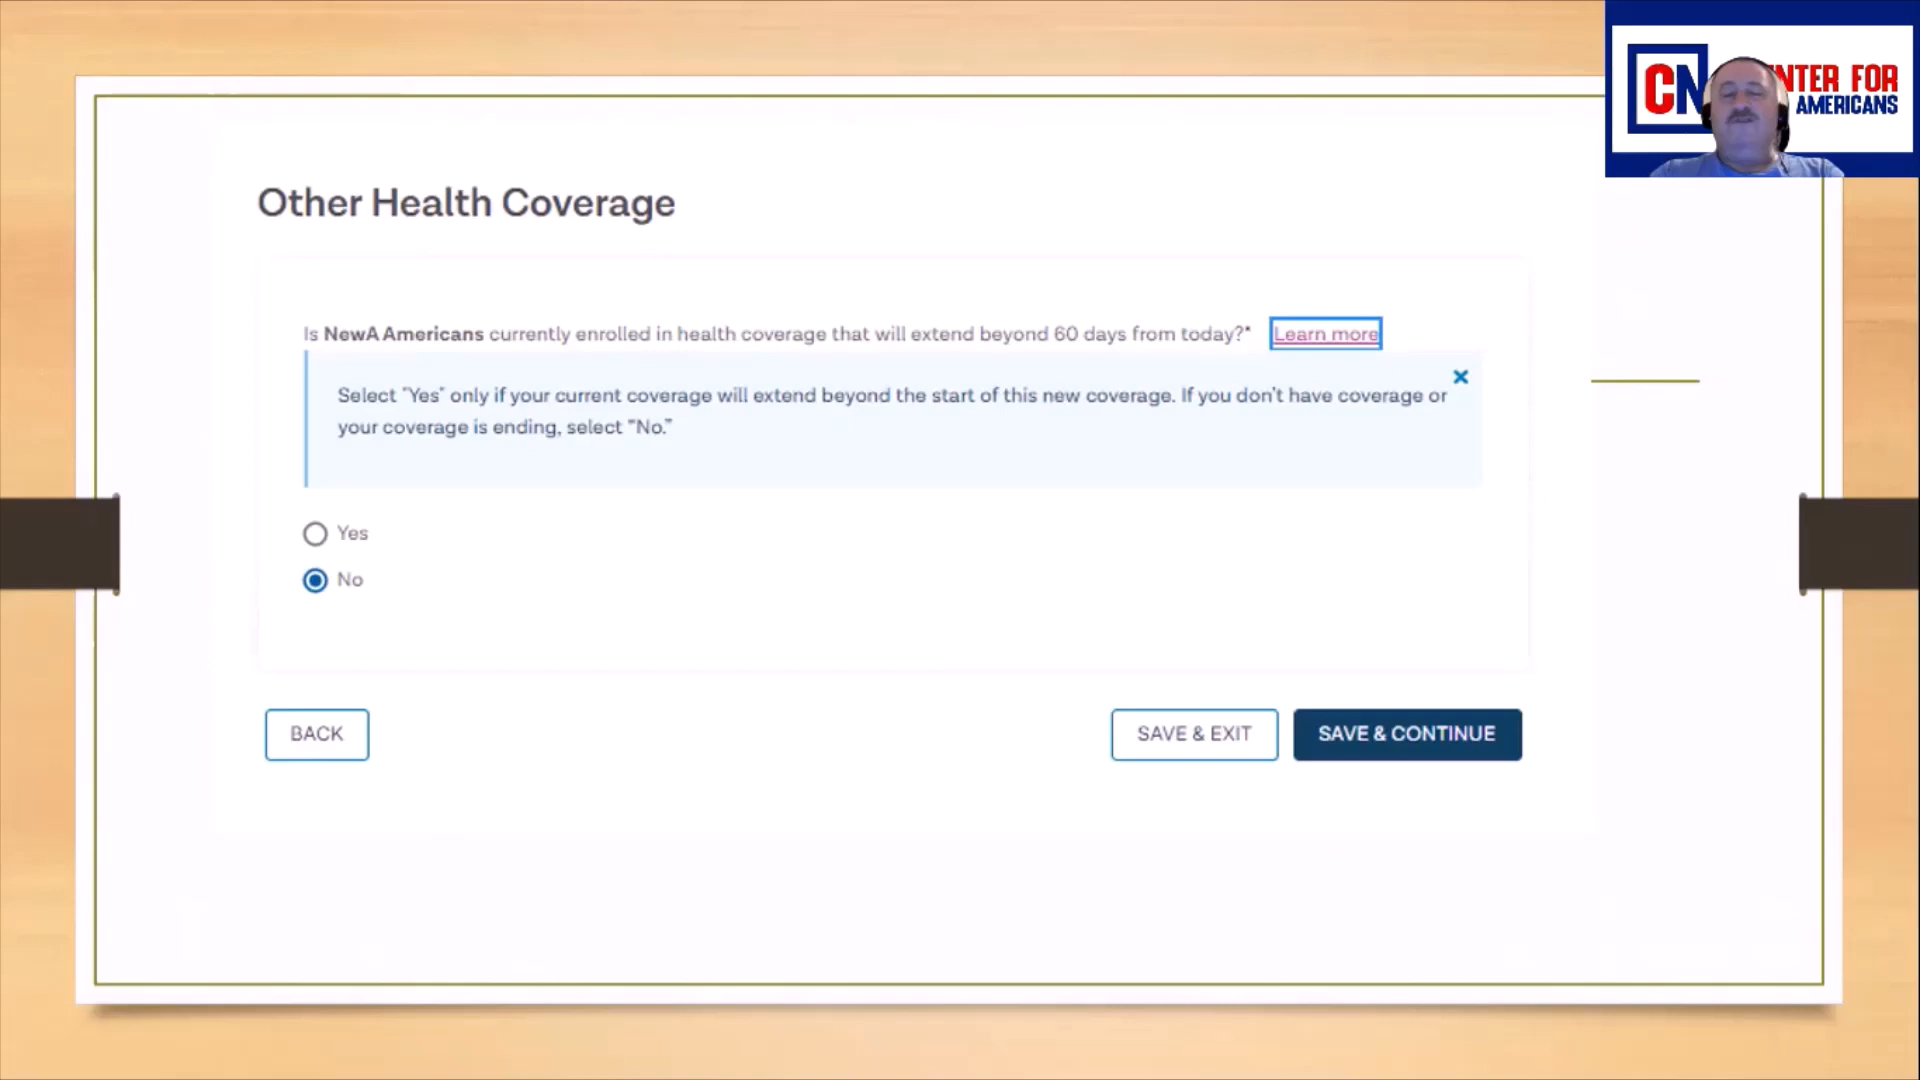 CN NTER FOR
AMERICANS
Other Health Coverage
Is NewA Americans currently enrolled in health coverage that will extend beyond 60 days from today?* Learn more
Select "Yes" only if your current coverage will extend beyond the start of this new coverage. If you don't have coverage or
your coverage is ending, select "No."
Yes
No
BACK
SAVE & EXIT
SAVE & CONTINUE